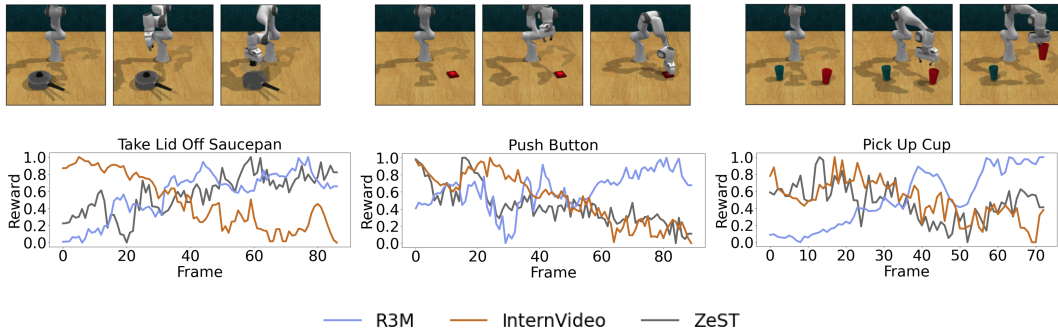 Take Lid Off Saucepan
Push Button
Pick Up Cup
Reward
1.0
0.8
0.6
0.4
0.2
0.0
0 20 40 60 80
Frame
Reward
1.0
0.8
0.6
0.4
0.2
0.0
0 20 40 60 80
Frame
Reward
1.0
0.8
0.6
0.4
0.2
0.0
0 10 20 30 40 50 60 70
Frame
R3M InternVideo ZeST